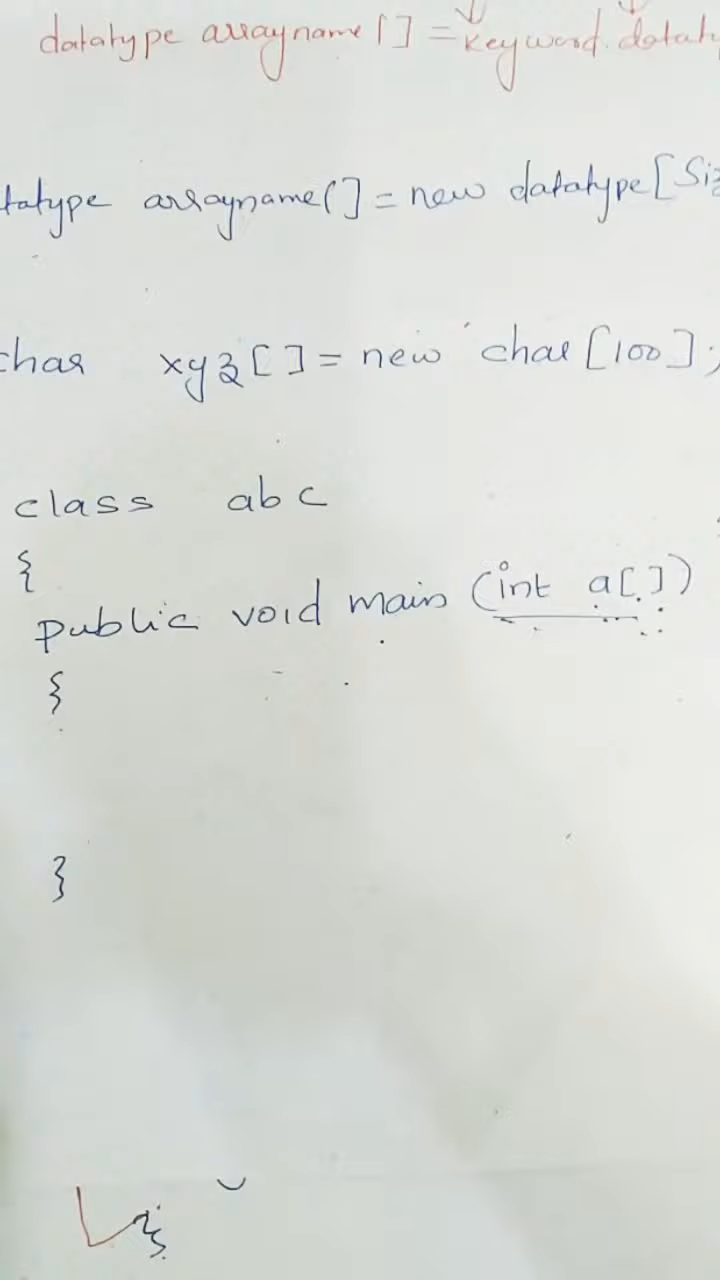 datatype arrayname[] = keyword datat
tatype arrayname[] = new datatype[Siz
char xyz[] = new char[100];
class abc
{
public void main (int a[])
{
}